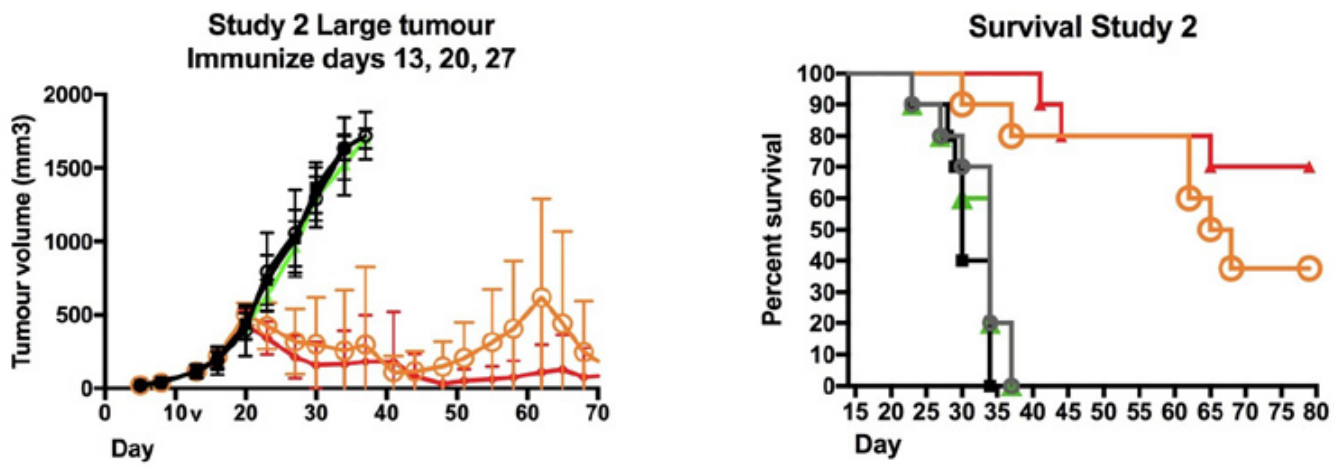 Study 2 Large tumour
Immunize days 13, 20, 27
Tumour volume (mm3)
2000
1500
1000
500
0
0 10 v 20 30 40 50 60 70
Day
Survival Study 2
Percent survival
100
90
80
70
60
50
40
30
20
10
0
15 20 25 30 35 40 45 50 55 60 65 70 75 80
Day